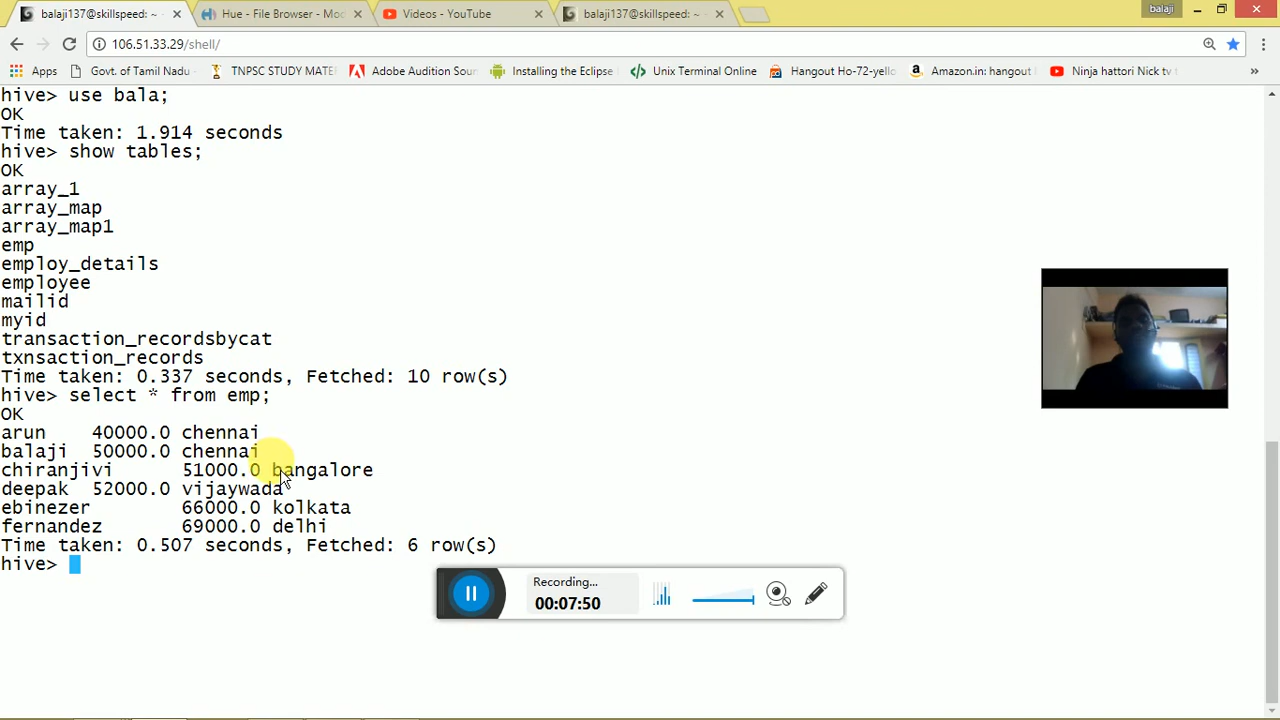 balaji137@skillspeed: ~
Hue - File Browser - Moz
Videos - YouTube
balaji137@skillspeed: ~
balaji
106.51.33.29/shell/
Apps
Govt. of Tamil Nadu -
TNPSC STUDY MATE
Adobe Audition Soun
Installing the Eclipse
Unix Terminal Online
Hangout Ho-72-yello
Amazon.in: hangout
Ninja hattori Nick tv
»
hive> use bala;
OK
Time taken: 1.914 seconds
hive> show tables;
OK
array_1
array_map
array_map1
emp
employ_details
employee
mailid
myid
transaction_recordsbycat
txnsaction_records
Time taken: 0.337 seconds, Fetched: 10 row(s)
hive> select * from emp;
OK
arun 40000.0 chennai
balaji 50000.0 chennai
chiranjivi 51000.0 bangalore
deepak 52000.0 vijaywada
ebinezer 66000.0 kolkata
fernandez 69000.0 delhi
Time taken: 0.507 seconds, Fetched: 6 row(s)
hive>
Recording...
00:07:50